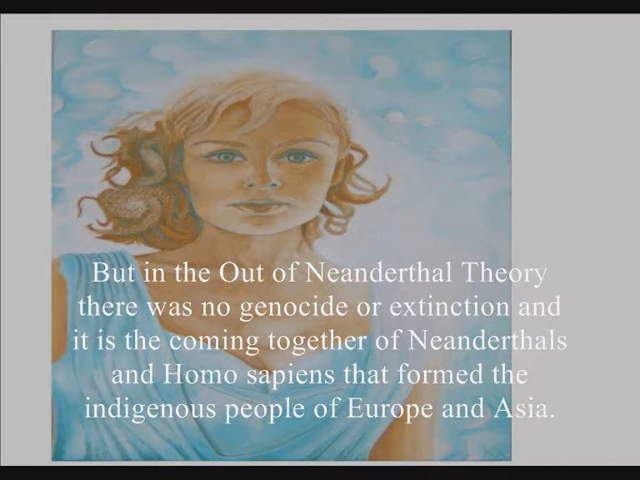 But in the Out of Neanderthal Theory
there was no genocide or extinction and
it is the coming together of Neanderthals
and Homo sapiens that formed the
indigenous people of Europe and Asia.